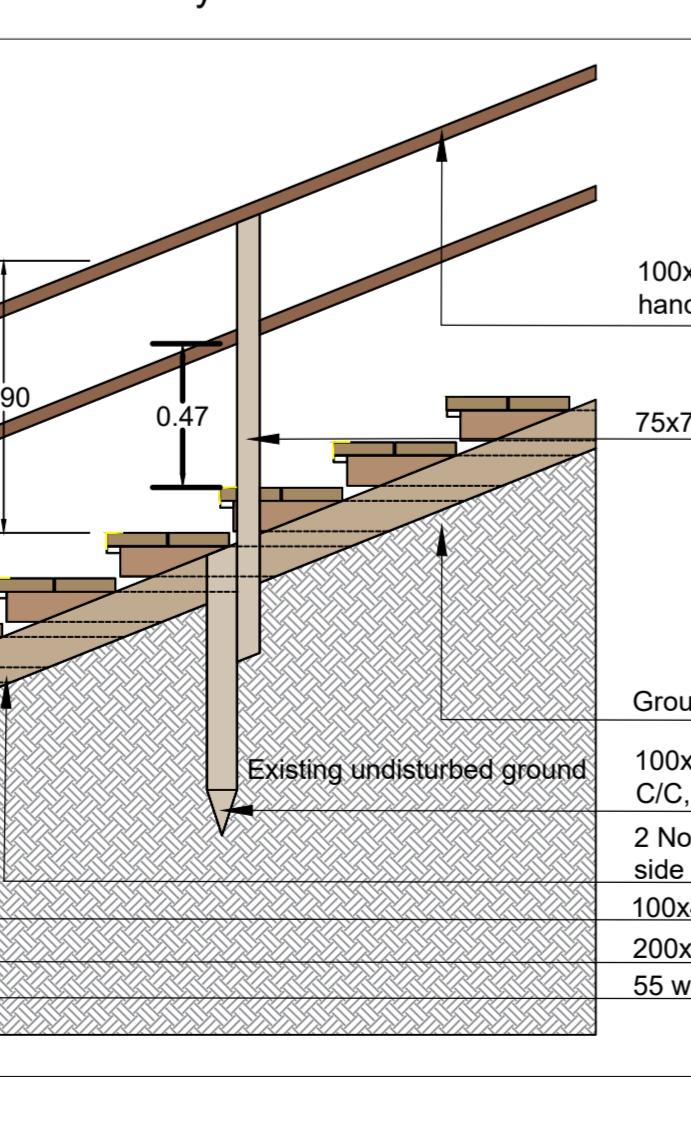 90
0.47
100x
hand
75x7
Existing undisturbed ground
Grou
100x
C/C,
2 No
side
100x
200x
55 w